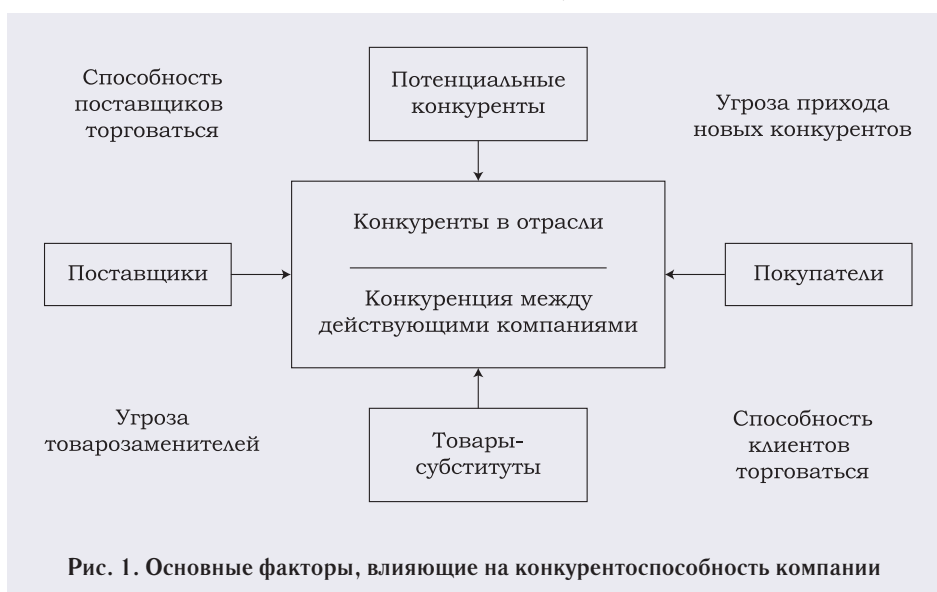 Способность
поставщиков
торговаться
Потенциальные
конкуренты
Угроза прихода
новых конкурентов
Конкуренты в отрасли
Поставщики
Покупатели
Конкуренция между
действующими компаниями
Угроза
товарозаменителей
Товары-
субституты
Способность
клиентов
торговаться
Рис. 1. Основные факторы, влияющие на конкурентоспособность компании